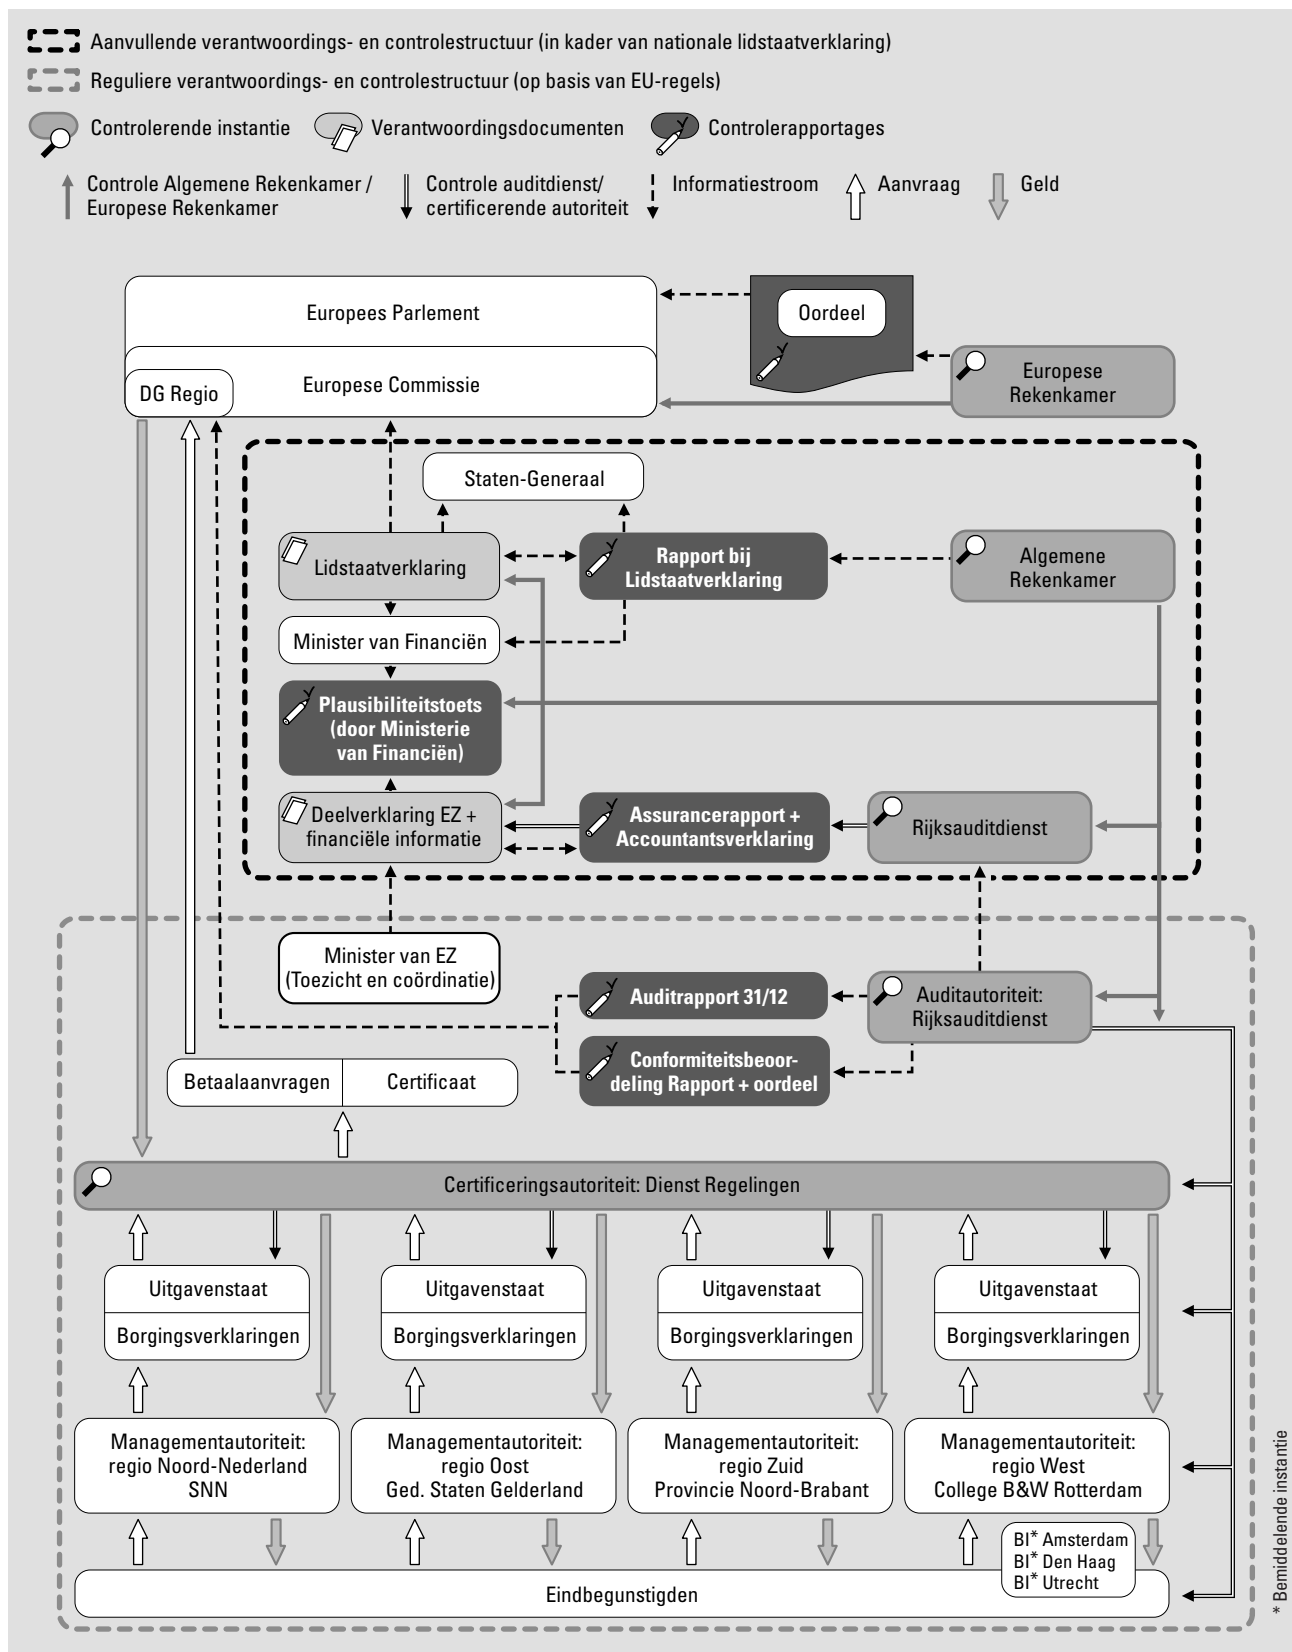 Aanvullende verantwoordings- en controlestructuur (in kader van nationale lidstaatverklaring)
Reguliere verantwoordings- en controlestructuur (op basis van EU-regels)
Controlerende instantie
Verantwoordingsdocumenten
Controlerapportages
Controle Algemene Rekenkamer /
Europese Rekenkamer
Controle auditdienst/
certificerende autoriteit
Informatiestroom
Aanvraag
Geld
Europees Parlement
Europese Commissie
DG Regio
Oordeel
Europese
Rekenkamer
Staten-Generaal
Lidstaatverklaring
Rapport bij
Lidstaatverklaring
Algemene
Rekenkamer
Minister van Financiën
Plausibiliteitstoets
(door Ministerie
van Financiën)
Deelverklaring EZ +
financiële informatie
Assurancerapport +
Accountantsverklaring
Rijksauditdienst
Minister van EZ
(Toezicht en coördinatie)
Auditrapport 31/12
Auditautoriteit:
Rijksauditdienst
Conformiteitsbeoor-
deling Rapport + oordeel
Betaalaanvragen
Certificaat
Certificeringsautoriteit: Dienst Regelingen
Uitgavenstaat
Borgingsverklaringen
Uitgavenstaat
Borgingsverklaringen
Uitgavenstaat
Borgingsverklaringen
Uitgavenstaat
Borgingsverklaringen
Managementautoriteit:
regio Noord-Nederland
SNN
Managementautoriteit:
regio Oost
Ged. Staten Gelderland
Managementautoriteit:
regio Zuid
Provincie Noord-Brabant
Managementautoriteit:
regio West
College B&W Rotterdam
BI* Amsterdam
BI* Den Haag
BI* Utrecht
Eindbegunstigden
* Bemiddelende instantie